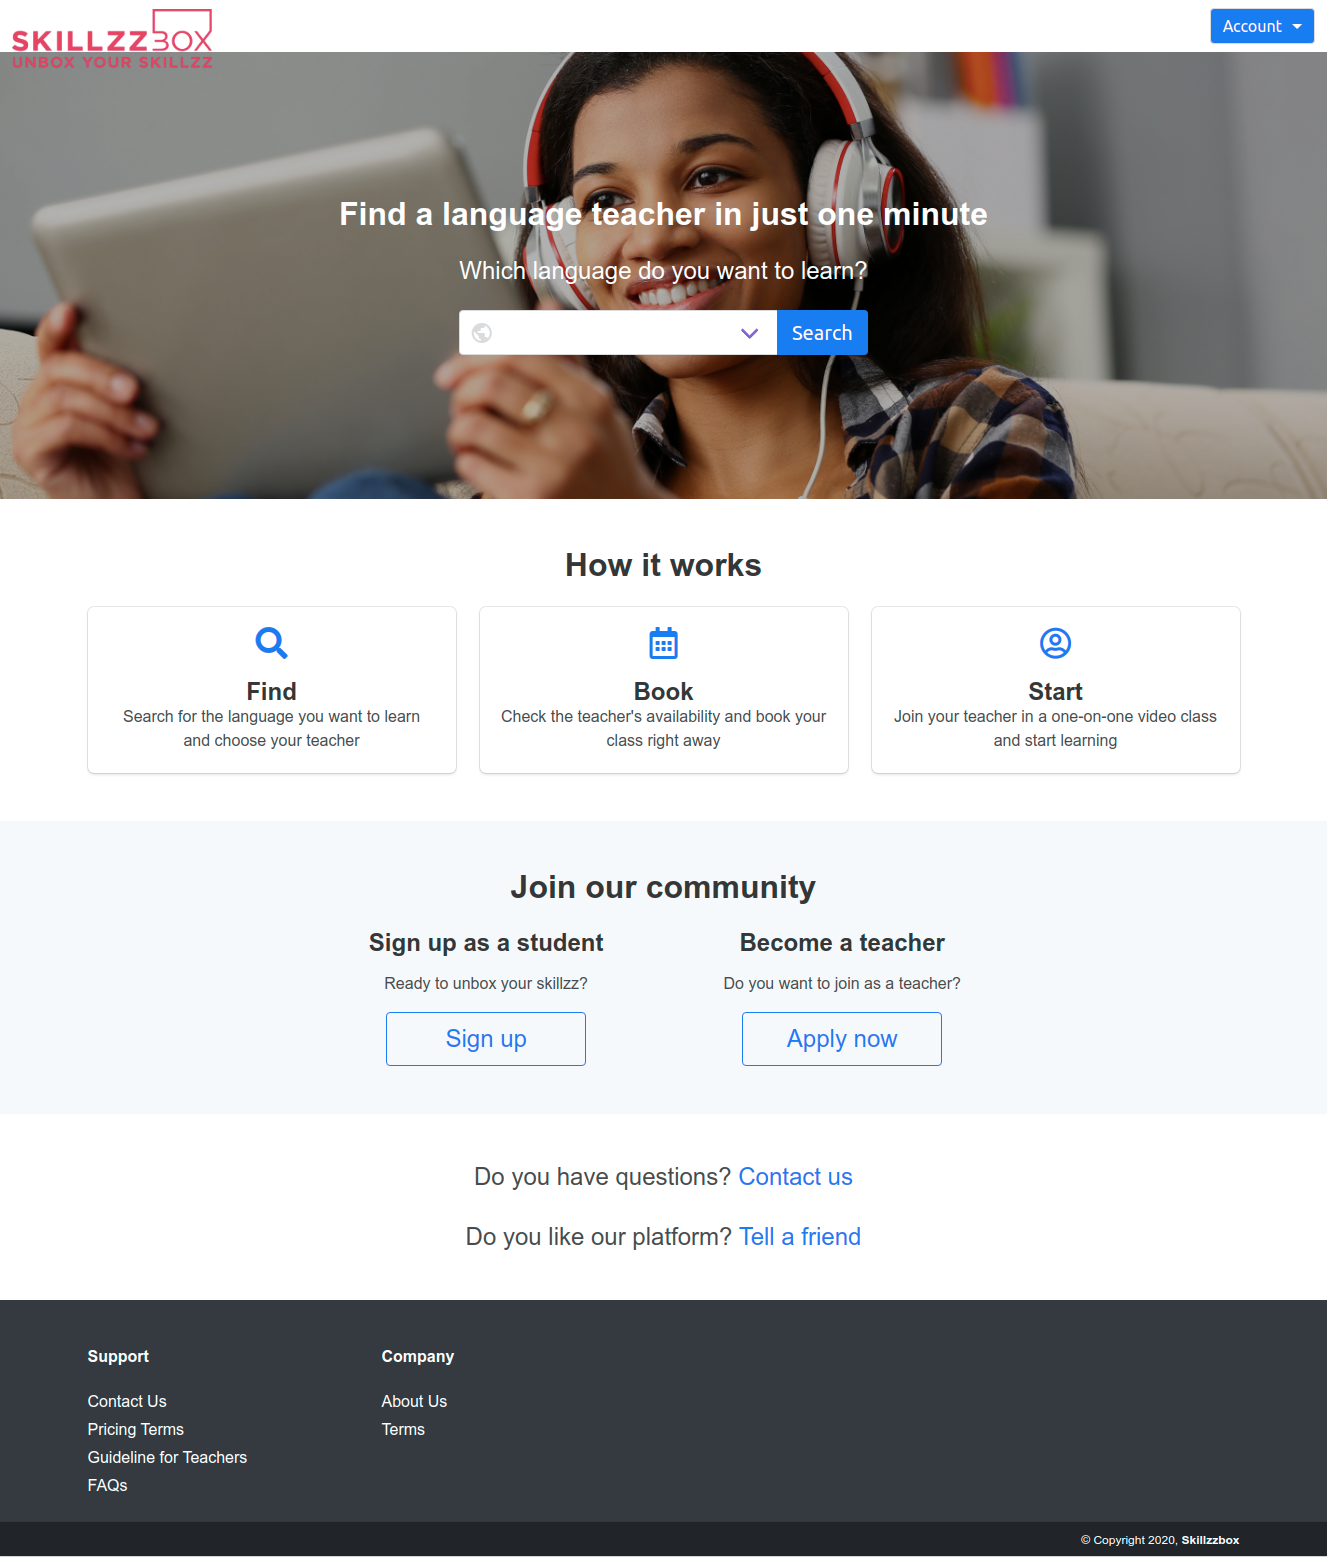 SKILLZZBOX
UNBOX YOUR SKILLZZ
Account
Find a language teacher in just one minute
Which language do you want to learn?
Search
How it works
Find
Search for the language you want to learn
and choose your teacher
Book
Check the teacher's availability and book your
class right away
Start
Join your teacher in a one-on-one video class
and start learning
Join our community
Sign up as a student
Ready to unbox your skillzz?
Sign up
Become a teacher
Do you want to join as a teacher?
Apply now
Do you have questions? Contact us
Do you like our platform? Tell a friend
Support
Contact Us
Pricing Terms
Guideline for Teachers
FAQs
Company
About Us
Terms
© Copyright 2020, Skillzzbox